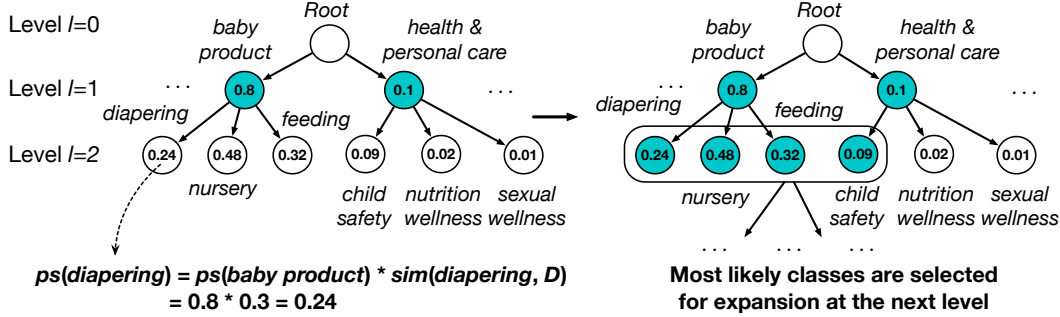 Level l=0
Root
baby product
health & personal care
Level l=1
. . .
0.8
0.1
. . .
diapering
feeding
Level l=2
0.24
0.48
0.32
0.09
0.02
0.01
nursery
child safety
nutrition wellness
sexual wellness
ps(diapering) = ps(baby product) * sim(diapering, D)
= 0.8 * 0.3 = 0.24
Root
baby product
health & personal care
. . .
0.8
0.1
. . .
diapering
feeding
0.24
0.48
0.32
0.09
0.02
0.01
nursery
child safety
nutrition wellness
sexual wellness
. . .
. . .
. . .
Most likely classes are selected
for expansion at the next level